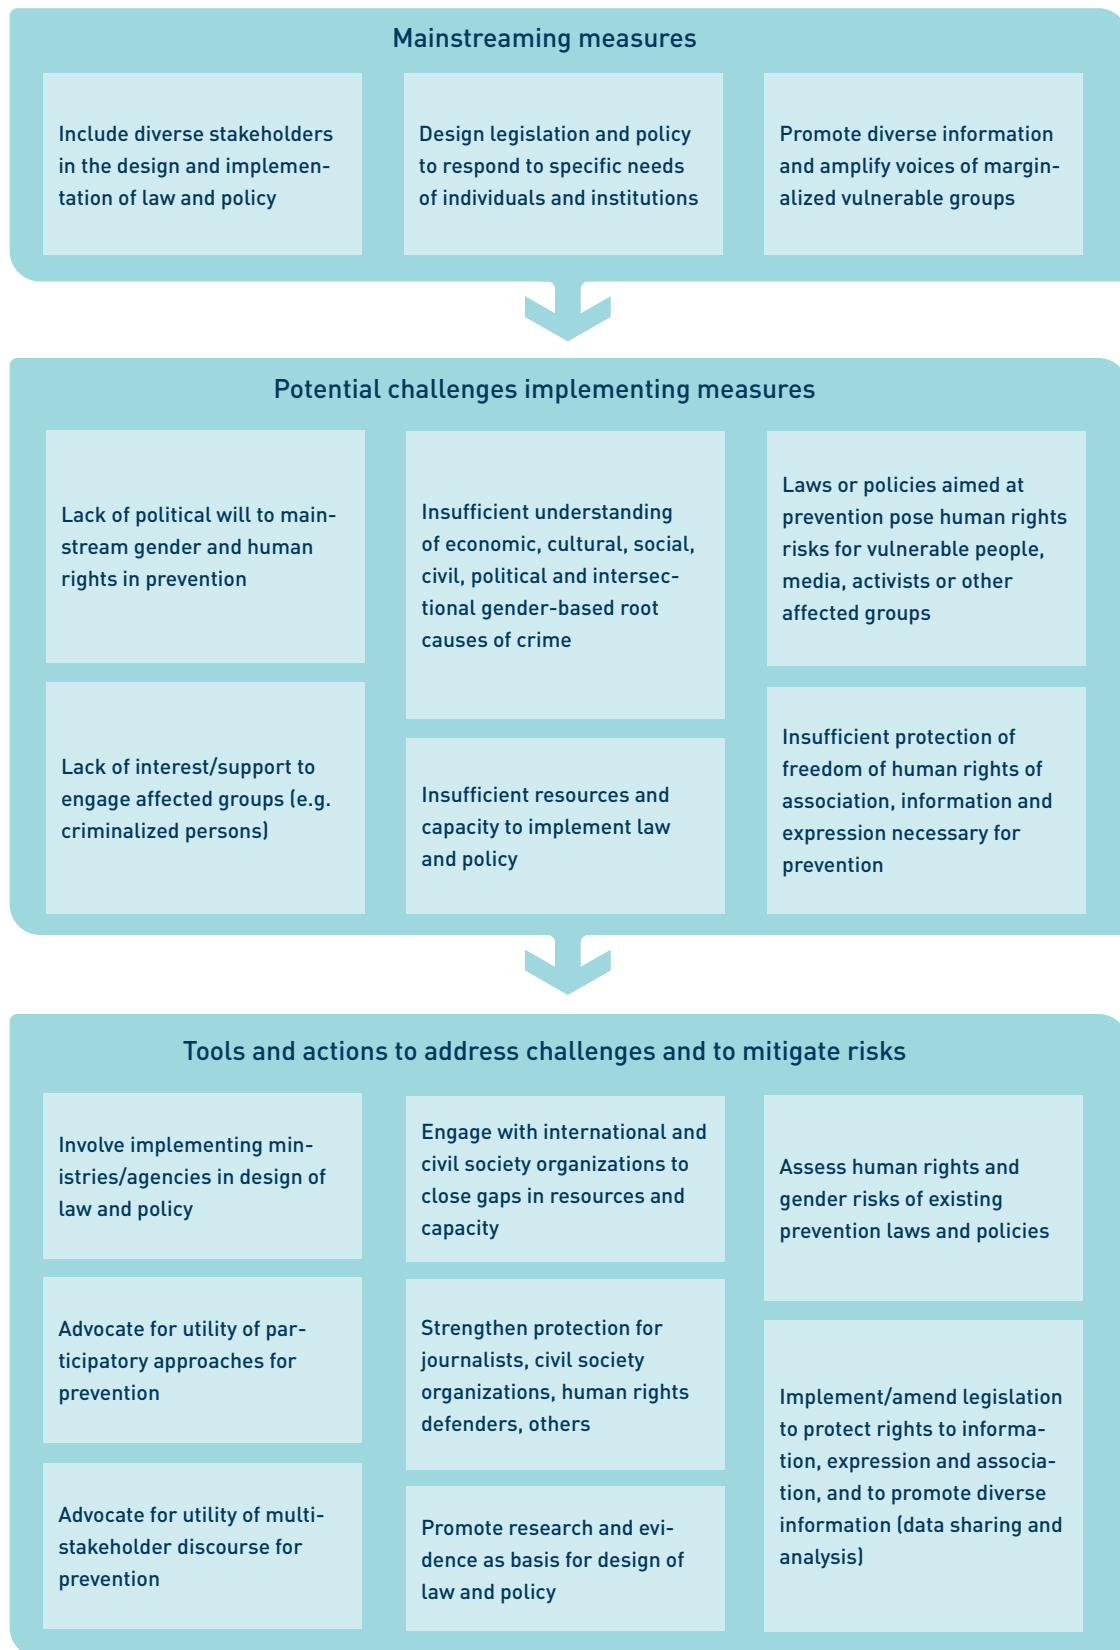 Mainstreaming measures
Include diverse stakeholders
in the design and implemen-
tation of law and policy
Design legislation and policy
to respond to specific needs
of individuals and institutions
Promote diverse information
and amplify voices of margin-
alized vulnerable groups
Potential challenges implementing measures
Lack of political will to main-
stream gender and human
rights in prevention
Lack of interest/support to
engage affected groups (e.g.
criminalized persons)
Insufficient understanding
of economic, cultural, social,
civil, political and intersec-
tional gender-based root
causes of crime
Insufficient resources and
capacity to implement law
and policy
Laws or policies aimed at
prevention pose human rights
risks for vulnerable people,
media, activists or other
affected groups
Insufficient protection of
freedom of human rights of
association, information and
expression necessary for
prevention
Tools and actions to address challenges and to mitigate risks
Involve implementing min-
istries/agencies in design of
law and policy
Advocate for utility of par-
ticipatory approaches for
prevention
Advocate for utility of multi-
stakeholder discourse for
prevention
Engage with international and
civil society organizations to
close gaps in resources and
capacity
Strengthen protection for
journalists, civil society
organizations, human rights
defenders, others
Promote research and evi-
dence as basis for design of
law and policy
Assess human rights and
gender risks of existing
prevention laws and policies
Implement/amend legislation
to protect rights to informa-
tion, expression and associa-
tion, and to promote diverse
information (data sharing and
analysis)